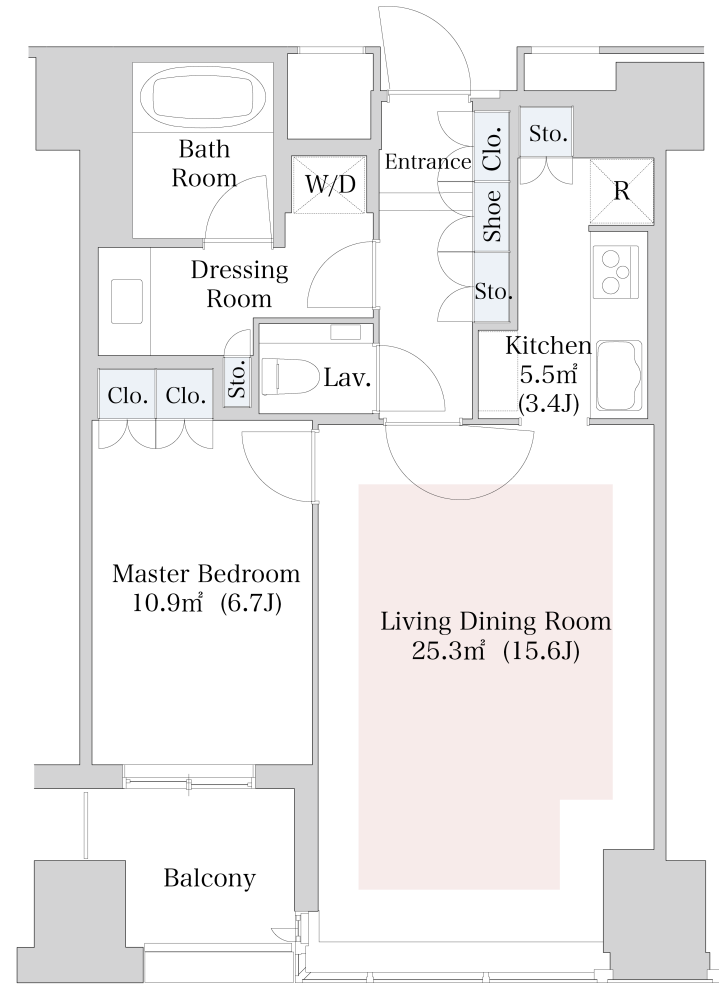 Bath
Room
W/D
Entrance
Clo.
Shoe
Sto.
Sto.
R
Dressing
Room
Kitchen
5.5㎡
(3.4J)
Clo.
Clo.
Sto.
Lav.
Master Bedroom
10.9㎡ (6.7J)
Living Dining Room
25.3㎡ (15.6J)
Balcony